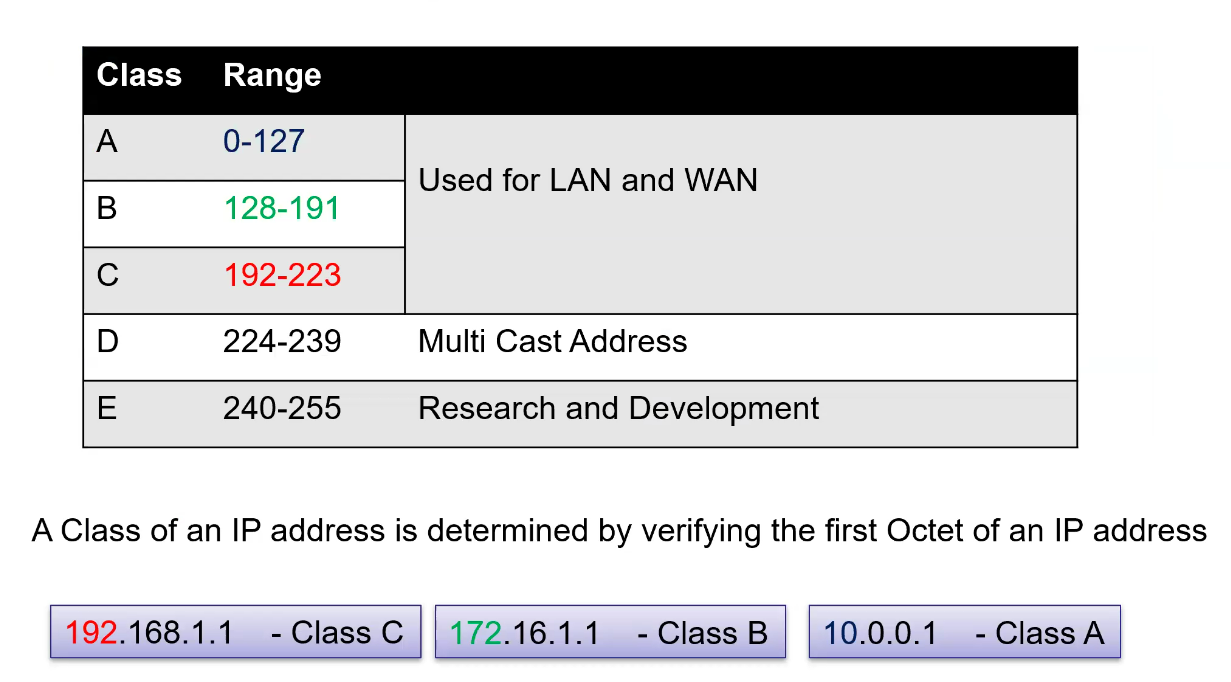 Class Range
A 0-127
Used for LAN and WAN
B 128-191
C 192-223
D 224-239 Multi Cast Address
E 240-255 Research and Development
A Class of an IP address is determined by verifying the first Octet of an IP address
192.168.1.1 - Class C
172.16.1.1 - Class B
10.0.0.1 - Class A